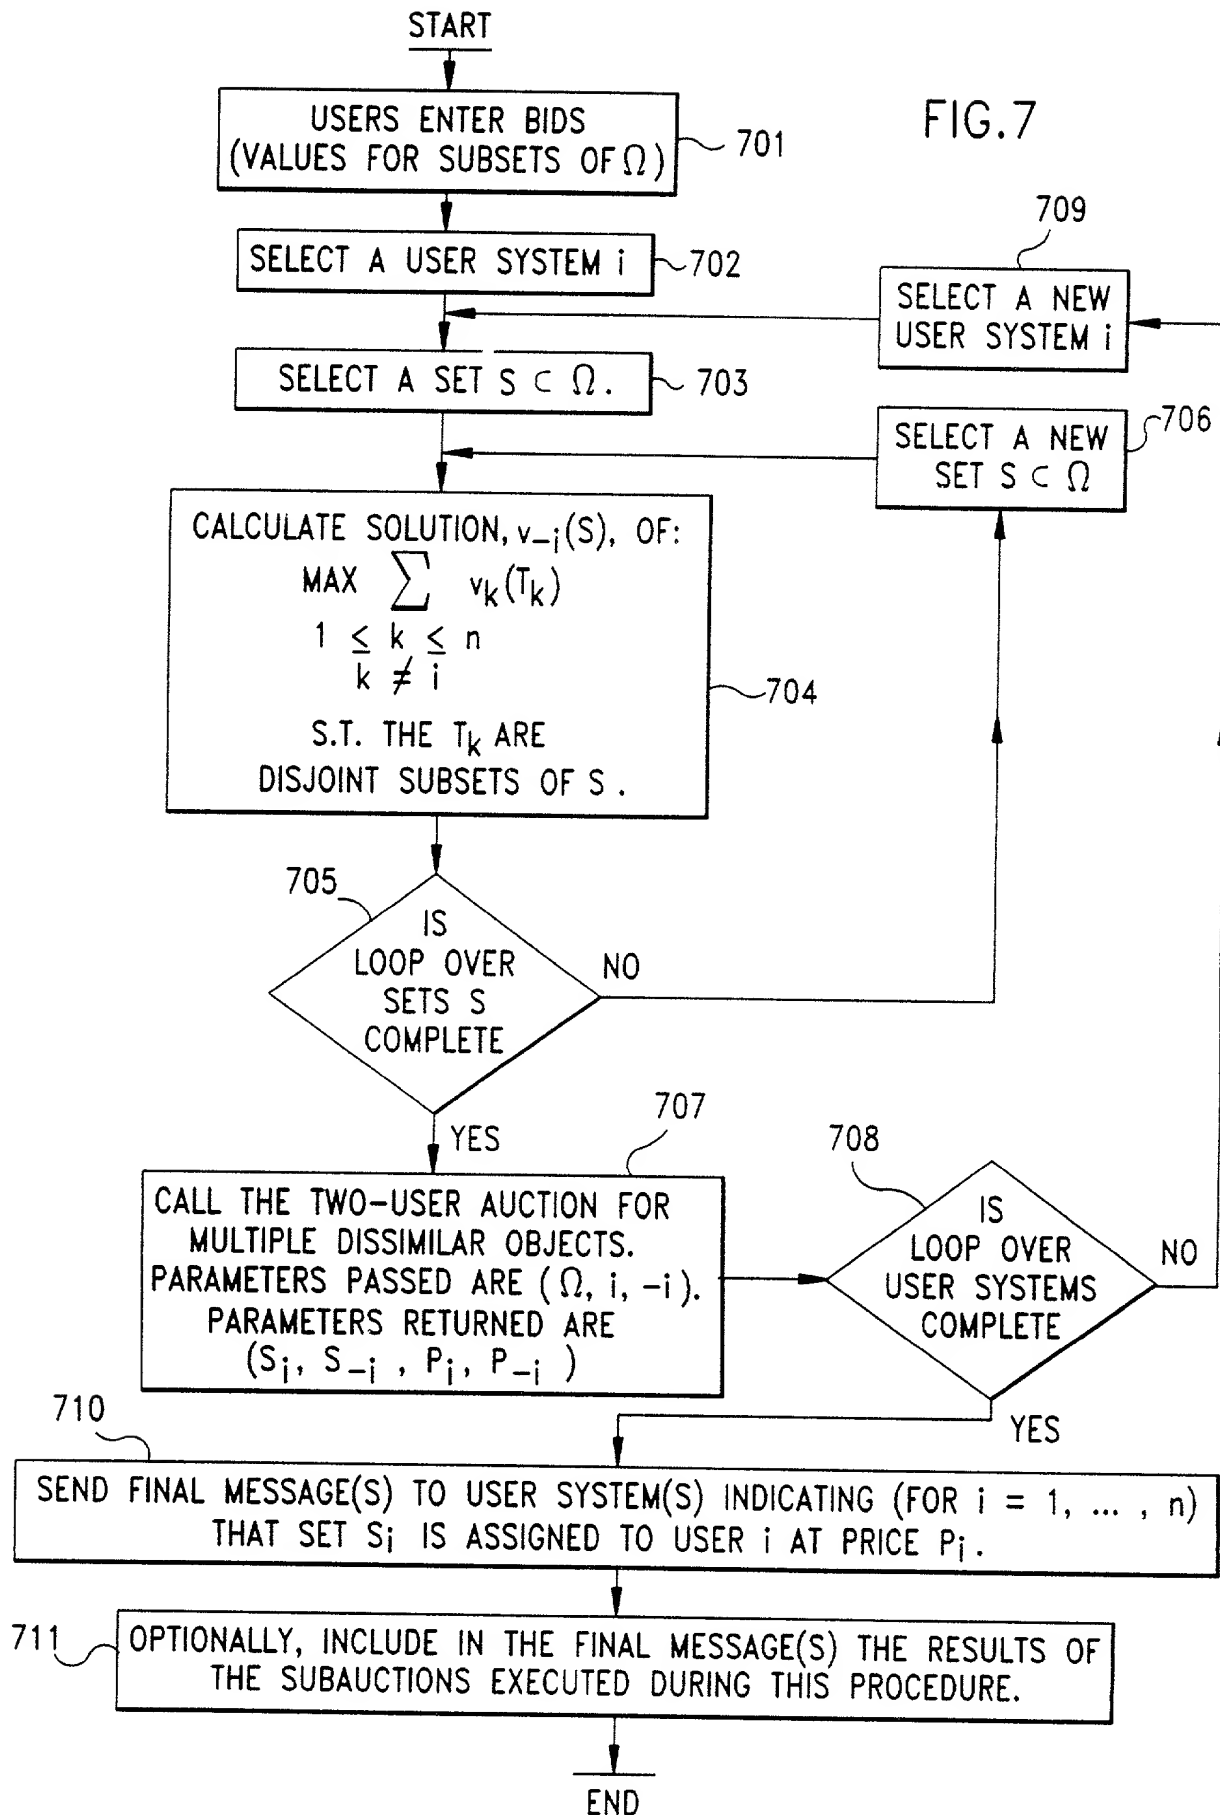 START
FIG.7
USERS ENTER BIDS
(VALUES FOR SUBSETS OF Ω)
701
SELECT A USER SYSTEM i
702
709
SELECT A NEW
USER SYSTEM i
SELECT A SET S ⊂ Ω.
703
706
SELECT A NEW
SET S ⊂ Ω
CALCULATE SOLUTION, v₋ᵢ(S), OF:
MAX ∑ vₖ(Tₖ)
1 ≤ k ≤ n
k ≠ i
S.T. THE Tₖ ARE
DISJOINT SUBSETS OF S.
704
705
IS
LOOP OVER
SETS S
COMPLETE
NO
YES
707
CALL THE TWO-USER AUCTION FOR
MULTIPLE DISSIMILAR OBJECTS.
PARAMETERS PASSED ARE (Ω, i, -i).
PARAMETERS RETURNED ARE
(Sᵢ, S₋ᵢ, Pᵢ, P₋ᵢ)
708
IS
LOOP OVER
USER SYSTEMS
COMPLETE
NO
YES
710
SEND FINAL MESSAGE(S) TO USER SYSTEM(S) INDICATING (FOR i = 1, ... , n)
THAT SET Sᵢ IS ASSIGNED TO USER i AT PRICE Pᵢ.
711
OPTIONALLY, INCLUDE IN THE FINAL MESSAGE(S) THE RESULTS OF
THE SUBAUCTIONS EXECUTED DURING THIS PROCEDURE.
END